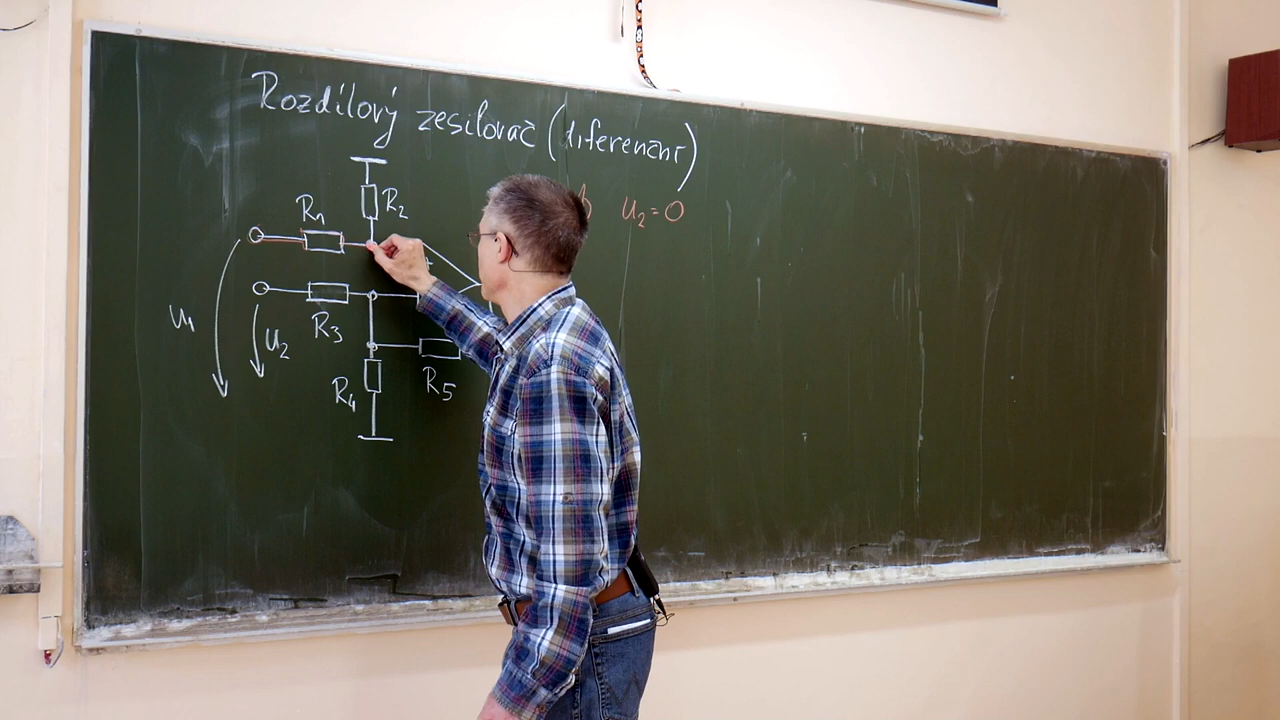 Rozdílový zesilovač (diferenční)
R2
R1
u2=0
R3
u1
u2
R4
R5